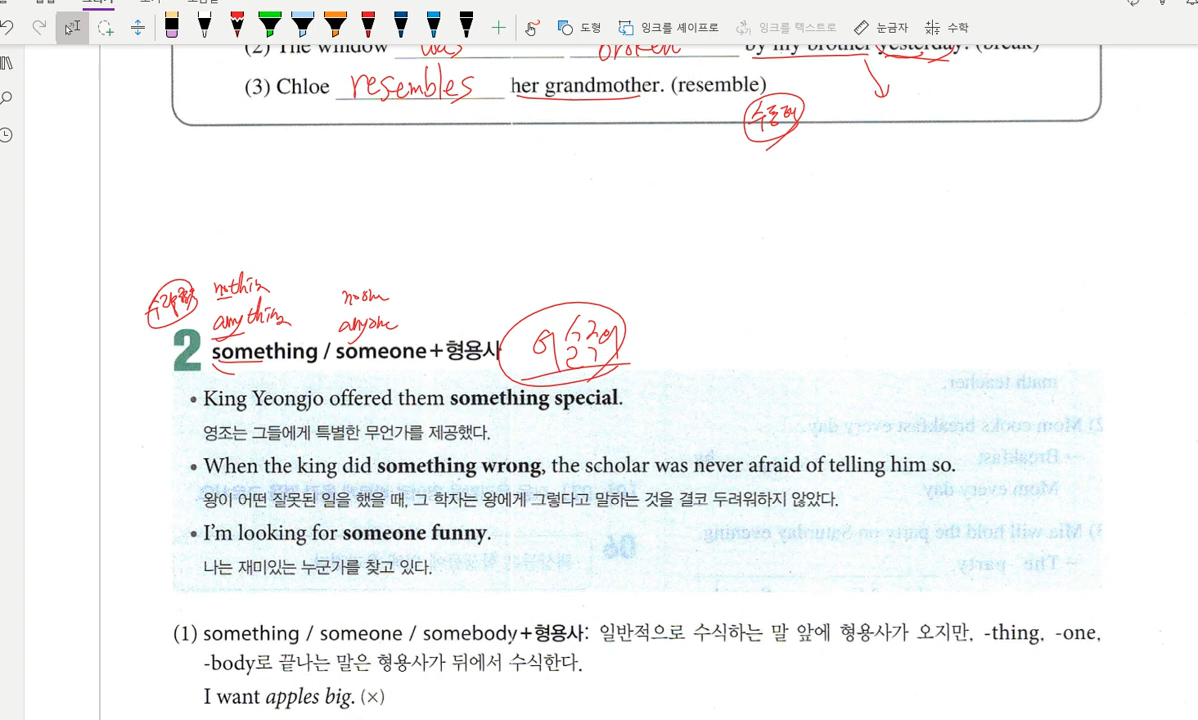 도형 잉크를 셰이프로 잉크를 텍스트로 눈금자 수학
(2) The window was broken by my brother yesterday. (break)
(3) Chloe resembles her grandmother. (resemble)
nothin
anything anyone
2 something / someone+형용사 어순
• King Yeongjo offered them something special.
영조는 그들에게 특별한 무언가를 제공했다.
• When the king did something wrong, the scholar was never afraid of telling him so.
왕이 어떤 잘못된 일을 했을 때, 그 학자는 왕에게 그렇다고 말하는 것을 결코 두려워하지 않았다.
• I'm looking for someone funny.
나는 재미있는 누군가를 찾고 있다.
(1) something / someone / somebody+형용사: 일반적으로 수식하는 말 앞에 형용사가 오지만, -thing, -one,
-body로 끝나는 말은 형용사가 뒤에서 수식한다.
I want apples big. (×)